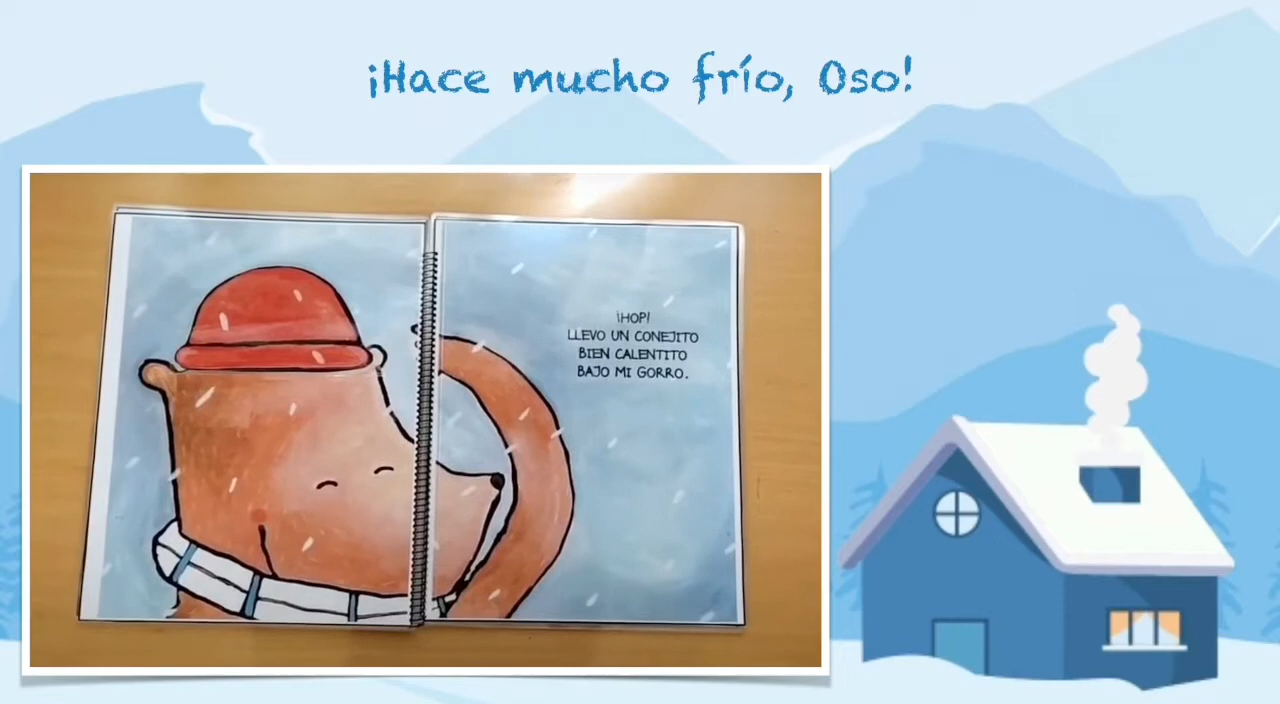 ¡Hace mucho frío, Oso!
¡HOP!
LLEVO UN CONEJITO
BIEN CALENTITO
BAJO MI GORRO.